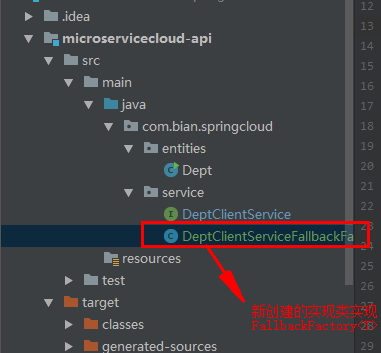 .idea
microservicecloud-api
src
main
java
com.bian.springcloud
entities
Dept
service
I DeptClientService
C DeptClientServiceFallbackFa
resources
test
target
classes
generated-sources
12
13
14
15
16
17
18
19
20
21
22
23
24
25
26
27
28
29
30
新创建的实现类实现
FallbackFactory